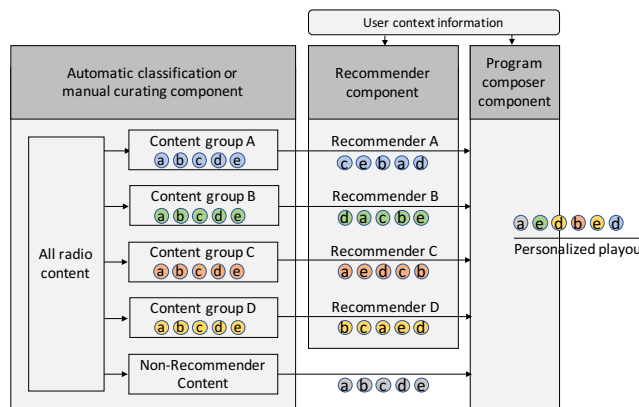 User context information
Automatic classification or
manual curating component
Recommender
component
Program
composer
component
All radio
content
Content group A
a b c d e
Recommender A
c e b a d
Content group B
a b c d e
Recommender B
d a c b e
Content group C
a b c d e
Recommender C
a e d c b
Content group D
a b c d e
Recommender D
b c a e d
Non-Recommender
Content
a b c d e
a e d b e d
Personalized playou